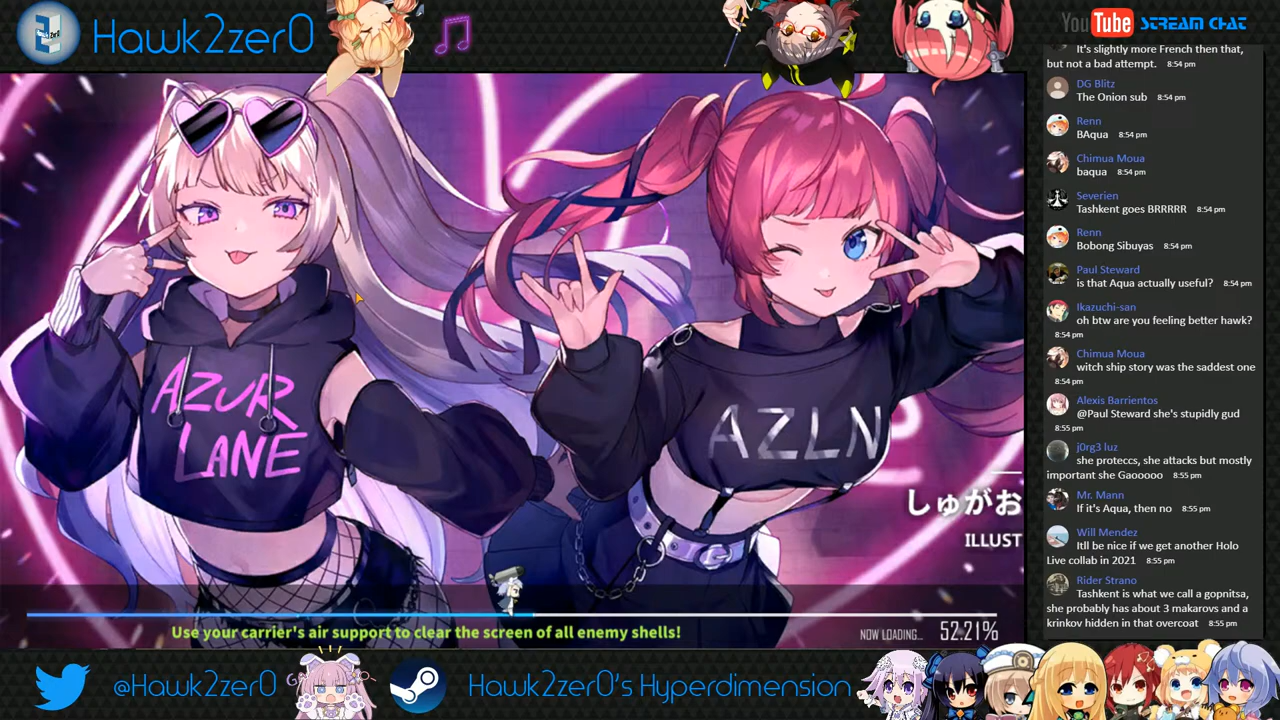 Hawk2zer0
You Tube STREAM CHAT
It's slightly more French then that,
but not a bad attempt. 8:54 pm
DG Blitz
The Onion sub 8:54 pm
Renn
BAqua 8:54 pm
Chimua Moua
baqua 8:54 pm
Severien
Tashkent goes BRRRRR 8:54 pm
Renn
Bobong Sibuyas 8:54 pm
Paul Steward
is that Aqua actually useful? 8:54 pm
Ikazuchi-san
oh btw are you feeling better hawk?
8:54 pm
Chimua Moua
witch ship story was the saddest one
8:54 pm
Alexis Barrientos
@Paul Steward she's stupidly gud
8:55 pm
j0rg3 luz
she proteccs, she attacks but mostly
important she Gaooooo 8:55 pm
Mr. Mann
If it's Aqua, then no 8:55 pm
Will Mendez
Itll be nice if we get another Holo
Live collab in 2021 8:55 pm
Rider Strano
Tashkent is what we call a gopnitsa,
she probably has about 3 makarovs and a
krinkov hidden in that overcoat 8:55 pm
AZUR
LANE
AZLN
しゅがお
ILLUST
Use your carrier's air support to clear the screen of all enemy shells!
NOW LOADING... 52.21%
@Hawk2zer0
Hawk2zer0's Hyperdimension